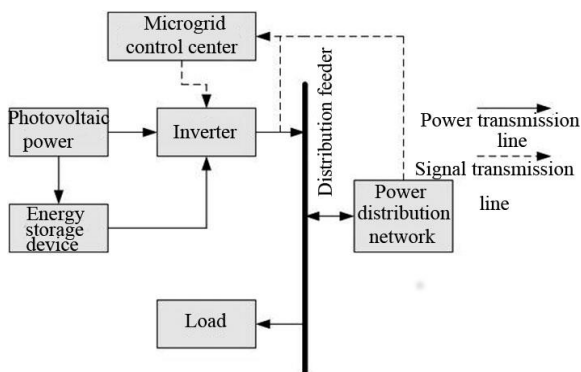 Microgrid
control center
Photovoltaic
power
Inverter
Distribution feeder
Power transmission
line
Signal transmission
line
Energy
storage
device
Power
distribution
network
Load